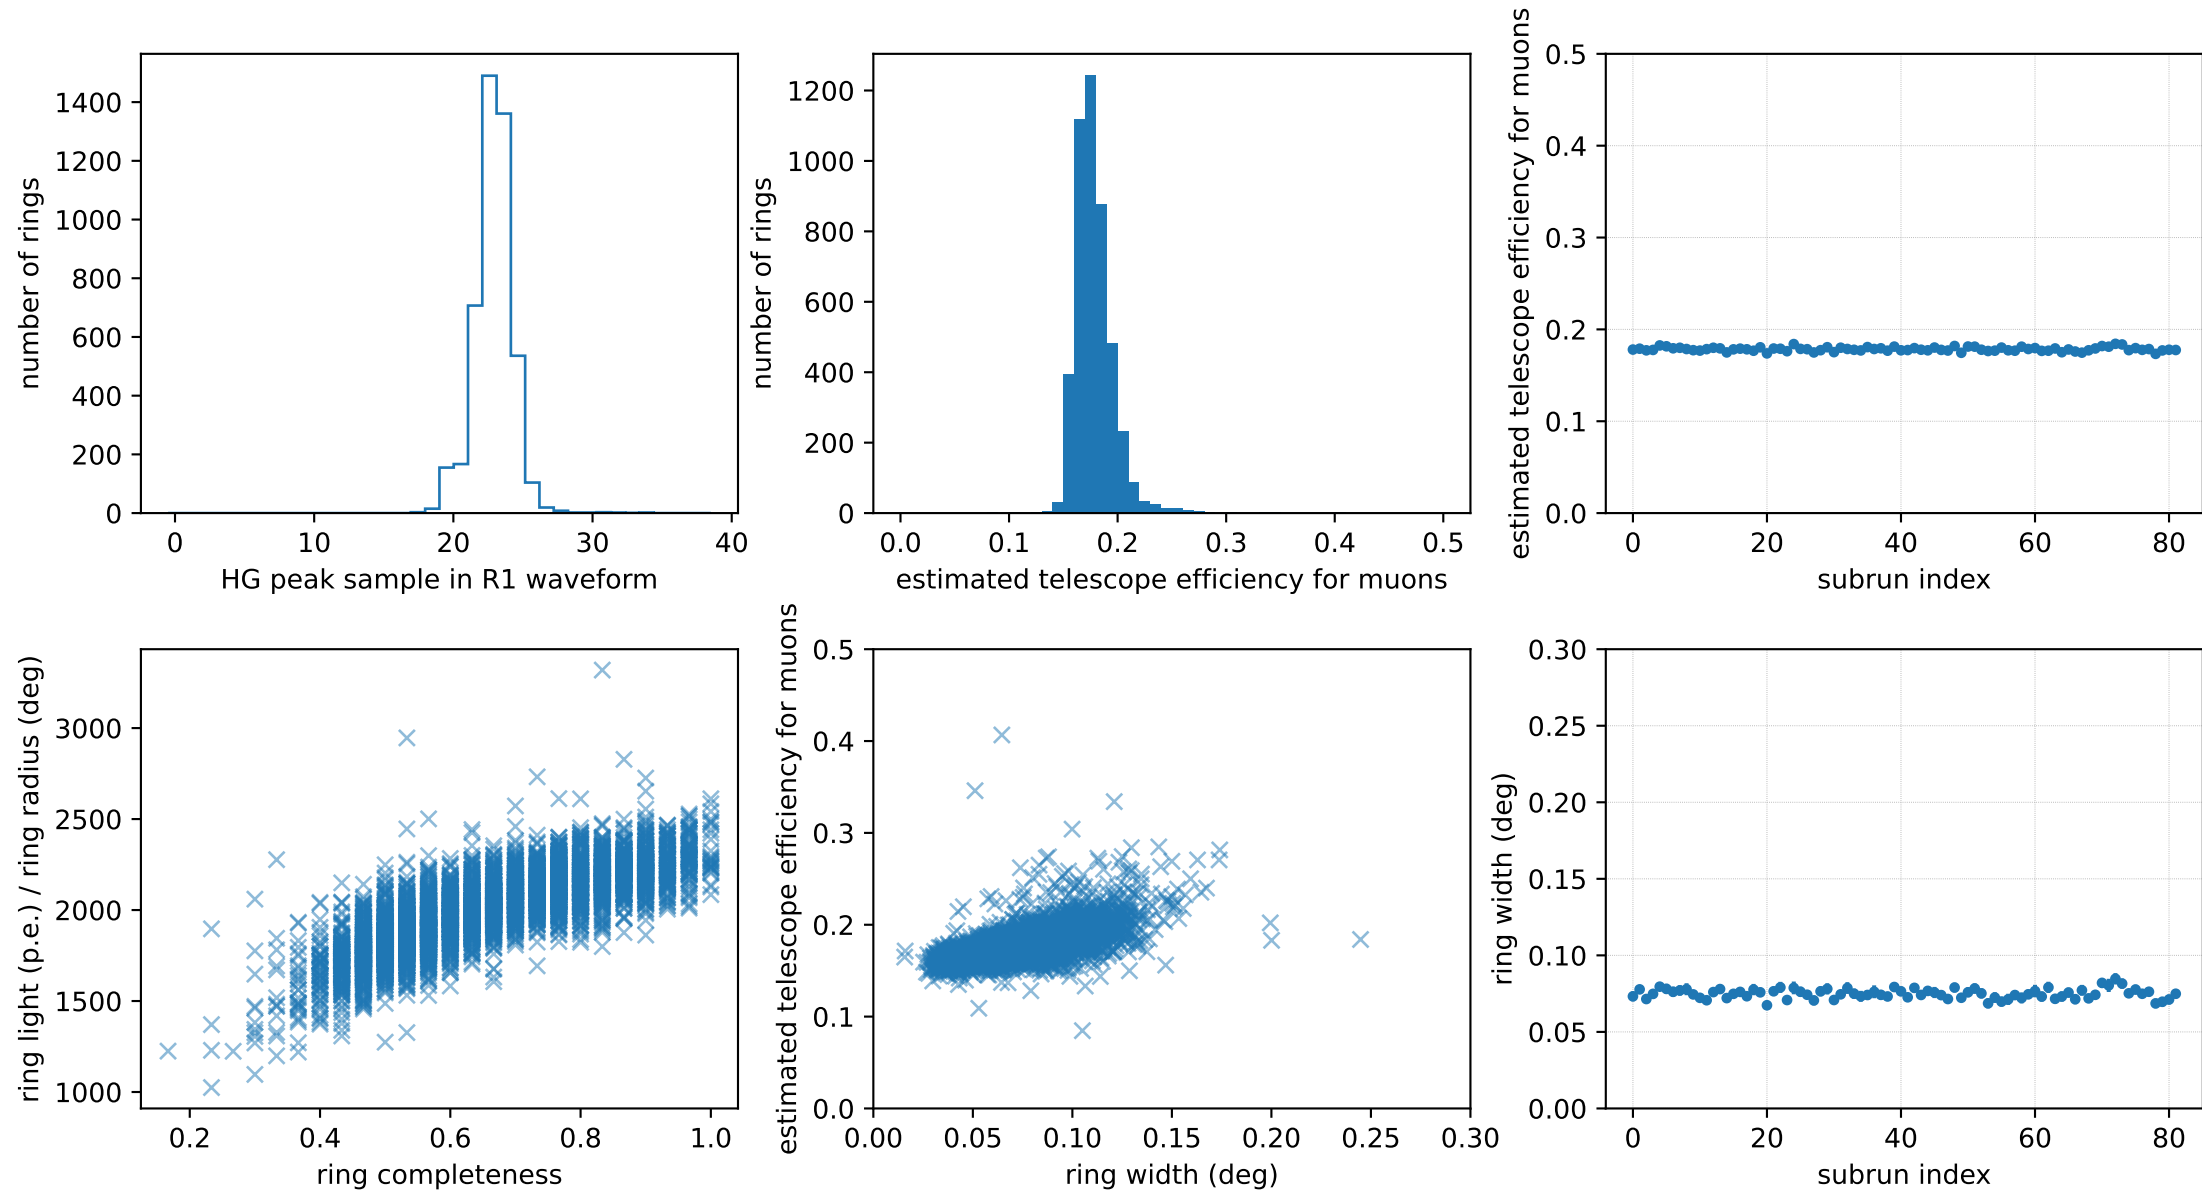 number of rings
1400
1200
1000
800
600
400
200
0
0 10 20 30 40
HG peak sample in R1 waveform
number of rings
1200
1000
800
600
400
200
0
0.0 0.1 0.2 0.3 0.4 0.5
estimated telescope efficiency for muons
estimated telescope efficiency for muons
0.5
0.4
0.3
0.2
0.1
0.0
0 20 40 60 80
subrun index
ring light (p.e.) / ring radius (deg)
3000
2500
2000
1500
1000
0.2 0.4 0.6 0.8 1.0
ring completeness
estimated telescope efficiency for muons
0.5
0.4
0.3
0.2
0.1
0.0
0.00 0.05 0.10 0.15 0.20 0.25 0.30
ring width (deg)
ring width (deg)
0.30
0.25
0.20
0.15
0.10
0.05
0.00
0 20 40 60 80
subrun index